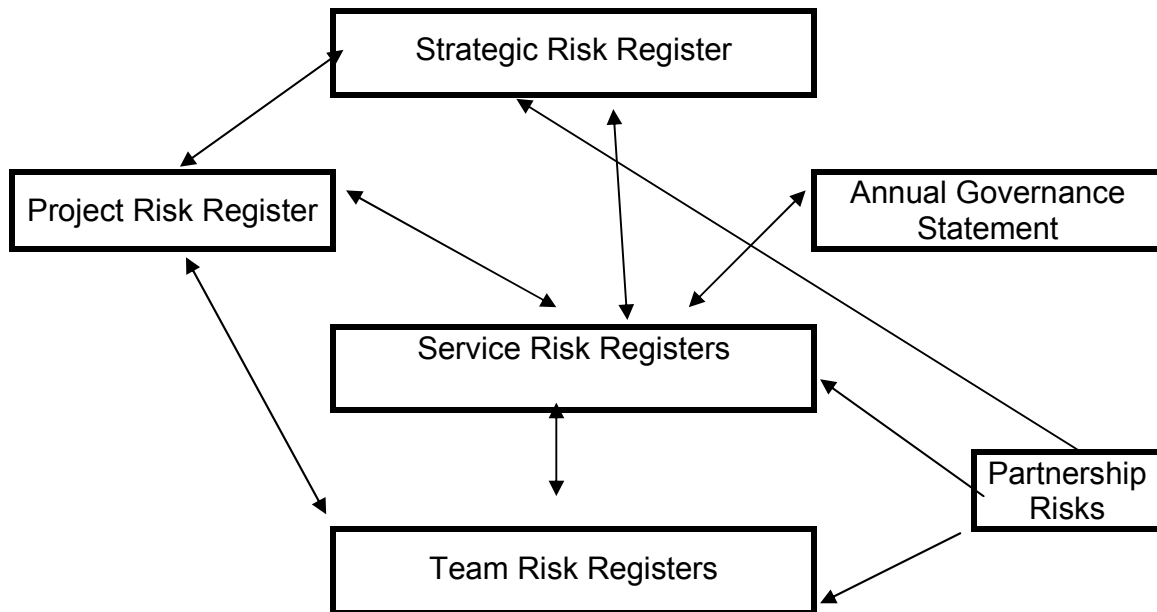 Strategic Risk Register
Project Risk Register
Annual Governance
Statement
Service Risk Registers
Partnership
Risks
Team Risk Registers